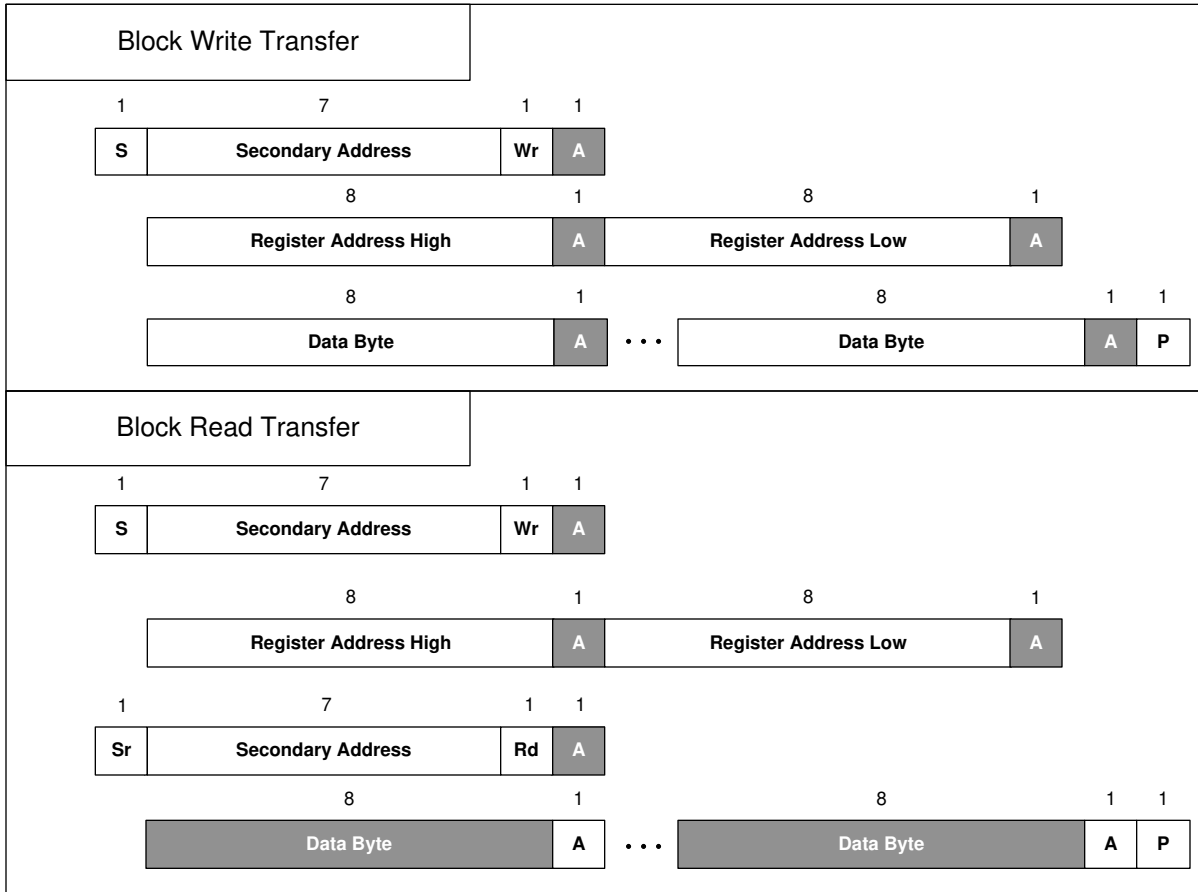 Block Write Transfer
1 7 1 1
S Secondary Address Wr A
8 1 8 1
Register Address High A Register Address Low A
8 1 8 1 1
Data Byte A • • • Data Byte A P
Block Read Transfer
1 7 1 1
S Secondary Address Wr A
8 1 8 1
Register Address High A Register Address Low A
1 7 1 1
Sr Secondary Address Rd A
8 1 8 1 1
Data Byte A • • • Data Byte A P